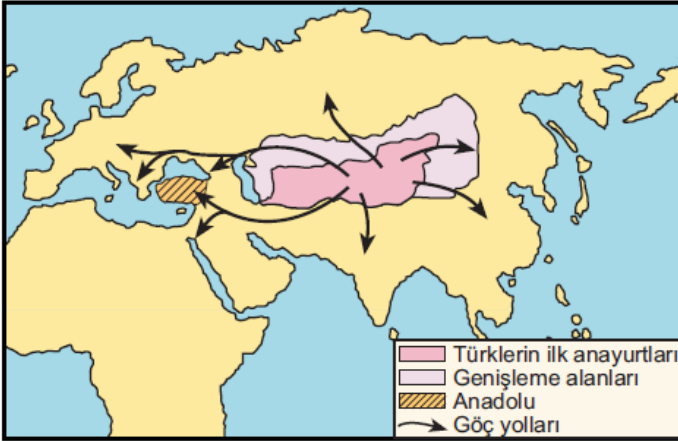 Türklerin ilk anayurtları
Genişleme alanları
Anadolu
Göç yolları